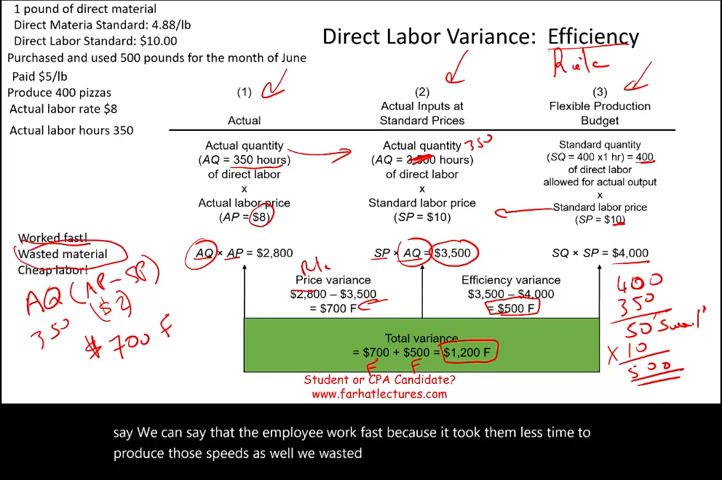 1 pound of direct material
Direct Materia Standard: 4.88/lb
Direct Labor Standard: $10.00
Purchased and used 500 pounds for the month of June
Paid $5/lb
Produce 400 pizzas
Actual labor rate $8
Actual labor hours 350
Direct Labor Variance: Efficiency
Rate
(1)
Actual
(2)
Actual Inputs at
Standard Prices
(3)
Flexible Production
Budget
Actual quantity
(AQ = 350 hours)
of direct labor
x
Actual labor price
(AP = $8)
Actual quantity 350
(AQ = hours)
of direct labor
x
Standard labor price
(SP = $10)
Standard quantity
(SQ = 400 x1 hr) = 400
of direct labor
allowed for actual output
x
Standard labor price
(SP = $10)
Worked fast!
Wasted material
Cheap labor!
AQ × AP = $2,800
SP × AQ = $3,500
SQ × SP = $4,000
Rate
Price variance
$2,800 – $3,500
= $700 F
Efficiency variance
$3,500 – $4,000
= $500 F
AQ (AP - SP)
350 ($2)
$700 F
400
350
50 Saved
× 10
500
Total variance
= $700 + $500 = $1,200 F
F F
Student or CPA Candidate?
www.farhatlectures.com
say We can say that the employee work fast because it took them less time to
produce those speeds as well we wasted